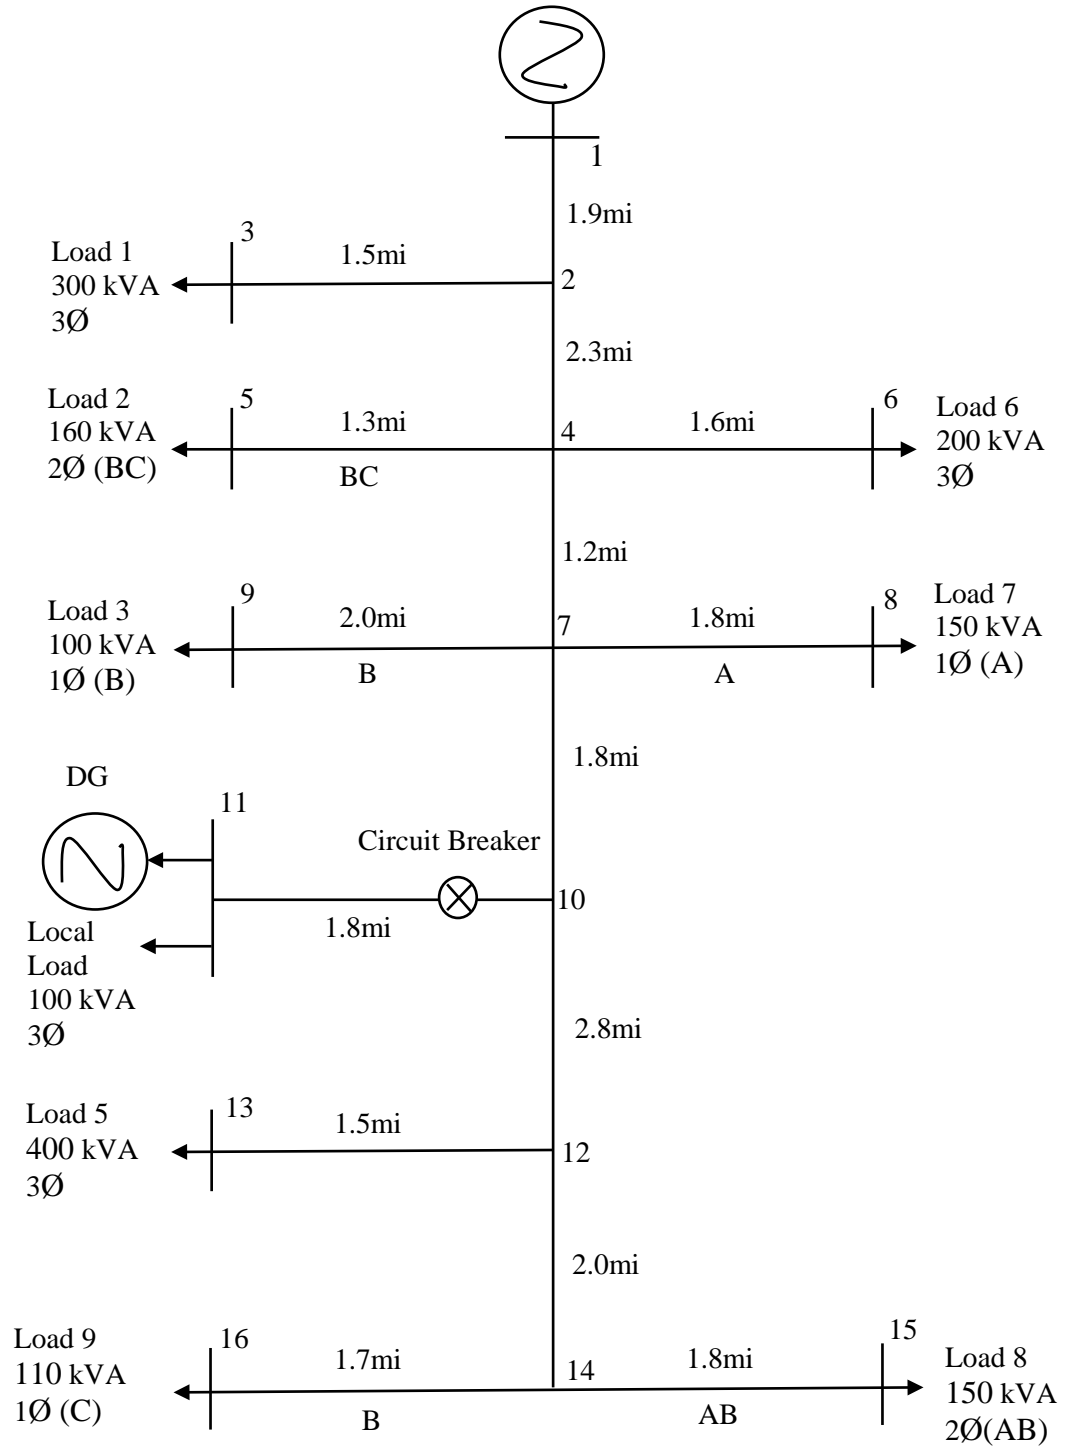 1
1.9mi
3
Load 1
300 kVA
3Ø
1.5mi
2
2.3mi
Load 2
160 kVA
2Ø (BC)
5
1.3mi
BC
4
1.6mi
6
Load 6
200 kVA
3Ø
1.2mi
Load 3
100 kVA
1Ø (B)
9
2.0mi
B
7
1.8mi
A
8
Load 7
150 kVA
1Ø (A)
1.8mi
DG
11
Circuit Breaker
10
1.8mi
Local
Load
100 kVA
3Ø
2.8mi
Load 5
400 kVA
3Ø
13
1.5mi
12
2.0mi
Load 9
110 kVA
1Ø (C)
16
1.7mi
B
14
1.8mi
AB
15
Load 8
150 kVA
2Ø(AB)